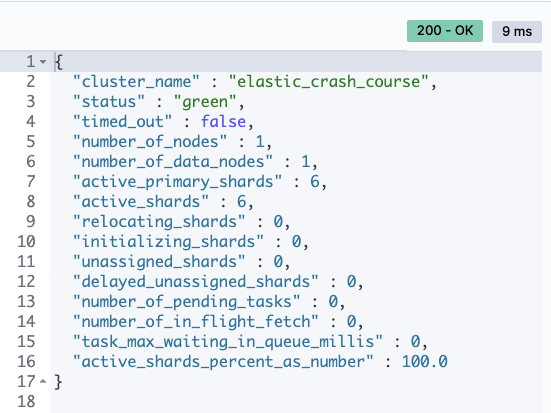 200 - OK 9 ms
1 {
2 "cluster_name" : "elastic_crash_course",
3 "status" : "green",
4 "timed_out" : false,
5 "number_of_nodes" : 1,
6 "number_of_data_nodes" : 1,
7 "active_primary_shards" : 6,
8 "active_shards" : 6,
9 "relocating_shards" : 0,
10 "initializing_shards" : 0,
11 "unassigned_shards" : 0,
12 "delayed_unassigned_shards" : 0,
13 "number_of_pending_tasks" : 0,
14 "number_of_in_flight_fetch" : 0,
15 "task_max_waiting_in_queue_millis" : 0,
16 "active_shards_percent_as_number" : 100.0
17 }
18